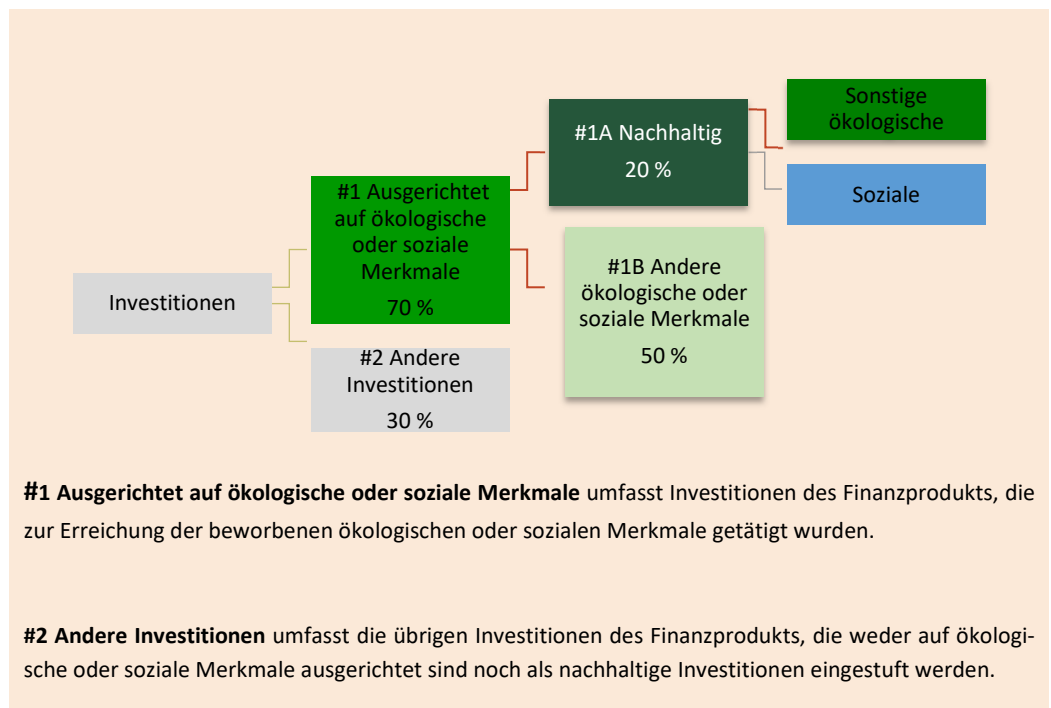 Sonstige
ökologische
#1A Nachhaltig
20 %
Soziale
#1 Ausgerichtet
auf ökologische
oder soziale
Merkmale
70 %
#1B Andere
ökologische oder
soziale Merkmale
50 %
Investitionen
#2 Andere
Investitionen
30 %
#1 Ausgerichtet auf ökologische oder soziale Merkmale umfasst Investitionen des Finanzprodukts, die
zur Erreichung der beworbenen ökologischen oder sozialen Merkmale getätigt wurden.
#2 Andere Investitionen umfasst die übrigen Investitionen des Finanzprodukts, die weder auf ökologi-
sche oder soziale Merkmale ausgerichtet sind noch als nachhaltige Investitionen eingestuft werden.